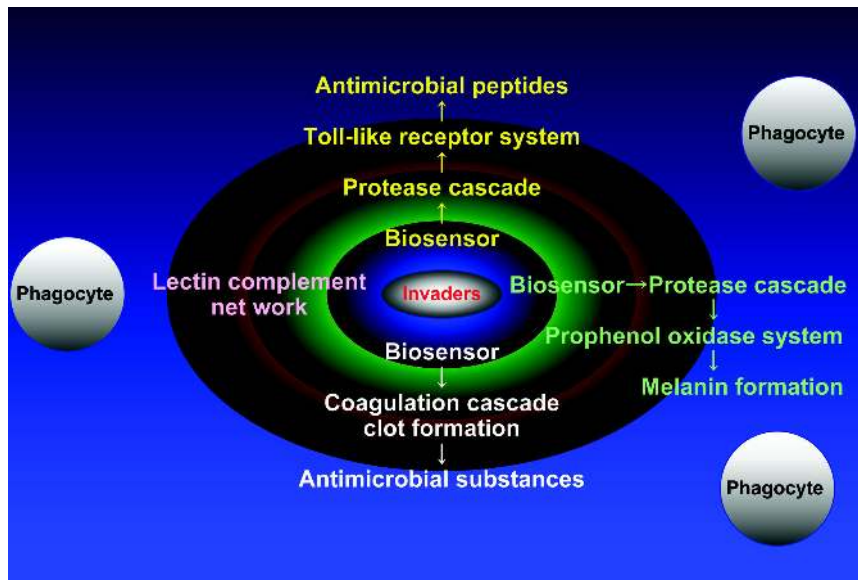 Antimicrobial peptides
↑
Toll-like receptor system
↑
Protease cascade
↑
Biosensor
Phagocyte
Phagocyte
Lectin complement
net work
Invaders
Biosensor→Protease cascade
↓
Prophenol oxidase system
↓
Melanin formation
Biosensor
↓
Coagulation cascade
clot formation
↓
Antimicrobial substances
Phagocyte